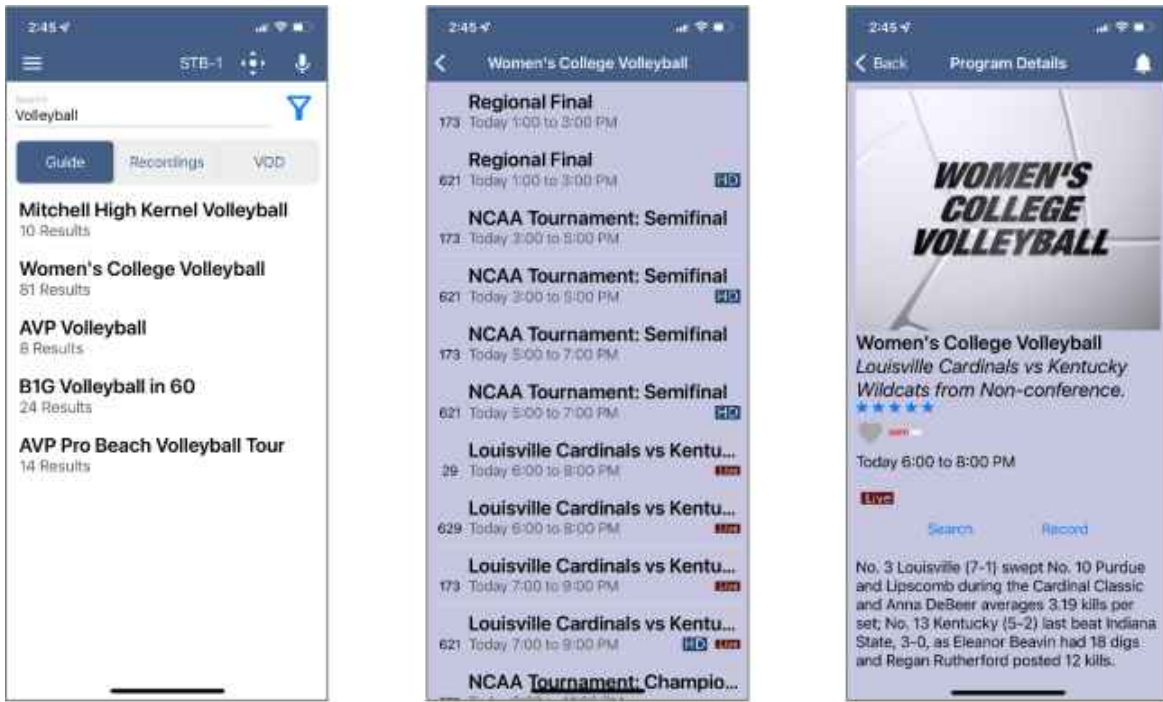 2:45
STB-1
Search
Volleyball
Guide Recordings VOD
Mitchell High Kernel Volleyball
10 Results
Women's College Volleyball
81 Results
AVP Volleyball
8 Results
B1G Volleyball in 60
24 Results
AVP Pro Beach Volleyball Tour
14 Results
2:45
Women's College Volleyball
Regional Final
173 Today 1:00 to 3:00 PM
Regional Final
621 Today 1:00 to 3:00 PM HD
NCAA Tournament: Semifinal
173 Today 3:00 to 5:00 PM
NCAA Tournament: Semifinal
621 Today 3:00 to 5:00 PM HD
NCAA Tournament: Semifinal
173 Today 5:00 to 7:00 PM
NCAA Tournament: Semifinal
621 Today 5:00 to 7:00 PM HD
Louisville Cardinals vs Kentu...
29 Today 6:00 to 8:00 PM Live
Louisville Cardinals vs Kentu...
629 Today 6:00 to 8:00 PM Live
Louisville Cardinals vs Kentu...
173 Today 7:00 to 9:00 PM Live
Louisville Cardinals vs Kentu...
621 Today 7:00 to 9:00 PM HD Live
NCAA Tournament: Champio...
2:45
Back Program Details
WOMEN'S
COLLEGE
VOLLEYBALL
Women's College Volleyball
Louisville Cardinals vs Kentucky
Wildcats from Non-conference.
Today 6:00 to 8:00 PM
Live
Search Record
No. 3 Louisville (7-1) swept No. 10 Purdue
and Lipscomb during the Cardinal Classic
and Anna DeBeer averages 3.19 kills per
set; No. 13 Kentucky (5-2) last beat Indiana
State, 3-0, as Eleanor Beavin had 18 digs
and Regan Rutherford posted 12 kills.